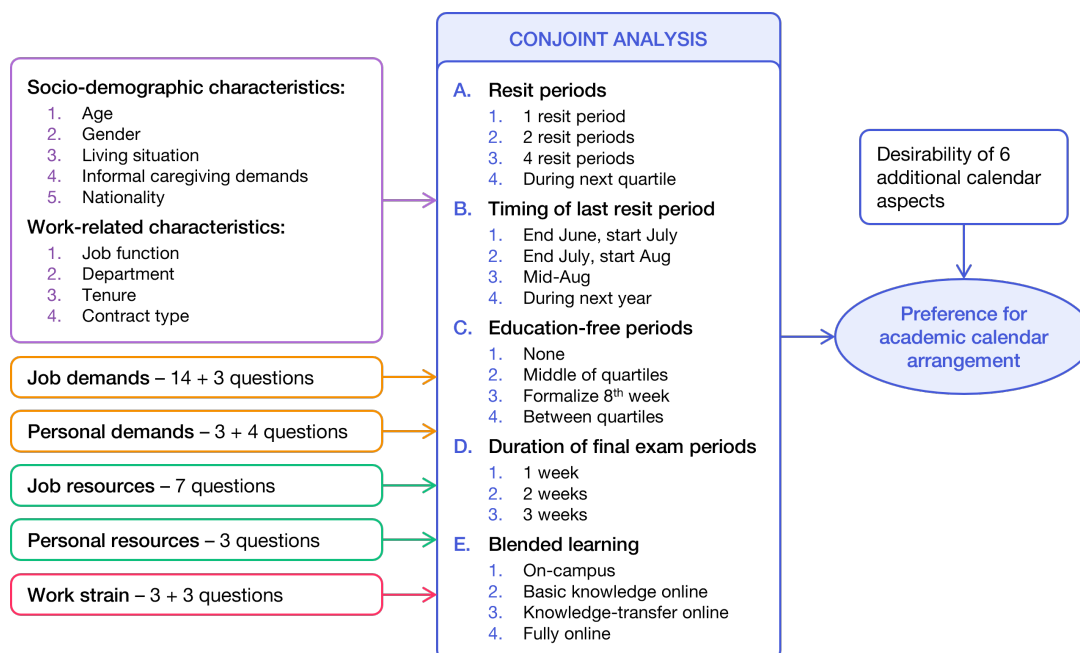 Socio-demographic characteristics:
1. Age
2. Gender
3. Living situation
4. Informal caregiving demands
5. Nationality
Work-related characteristics:
1. Job function
2. Department
3. Tenure
4. Contract type
Job demands – 14 + 3 questions
Personal demands – 3 + 4 questions
Job resources – 7 questions
Personal resources – 3 questions
Work strain – 3 + 3 questions
CONJOINT ANALYSIS
A. Resit periods
1. 1 resit period
2. 2 resit periods
3. 4 resit periods
4. During next quartile
B. Timing of last resit period
1. End June, start July
2. End July, start Aug
3. Mid-Aug
4. During next year
C. Education-free periods
1. None
2. Middle of quartiles
3. Formalize 8th week
4. Between quartiles
D. Duration of final exam periods
1. 1 week
2. 2 weeks
3. 3 weeks
E. Blended learning
1. On-campus
2. Basic knowledge online
3. Knowledge-transfer online
4. Fully online
Desirability of 6
additional calendar
aspects
Preference for
academic calendar
arrangement